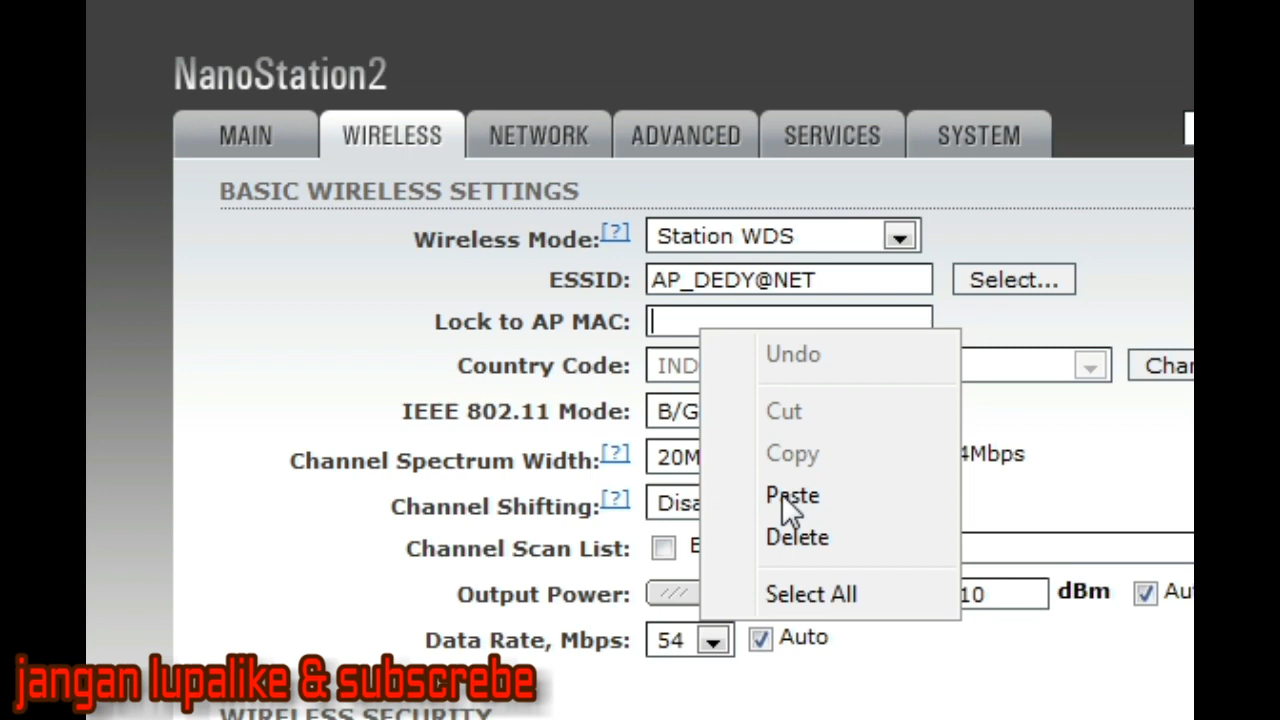 NanoStation2
MAIN WIRELESS NETWORK ADVANCED SERVICES SYSTEM
BASIC WIRELESS SETTINGS
Wireless Mode:[?] Station WDS
ESSID: AP_DEDY@NET Select...
Lock to AP MAC:
Undo
Country Code: IND Char
Cut
IEEE 802.11 Mode: B/G
Copy
Channel Spectrum Width:[?] 20M 4Mbps
Paste
Channel Shifting:[?] Disa
Delete
Channel Scan List: E
Select All
Output Power: 10 dBm Au
Data Rate, Mbps: 54 Auto
jangan lupalike & subscrebe
WIRELESS SECURITY